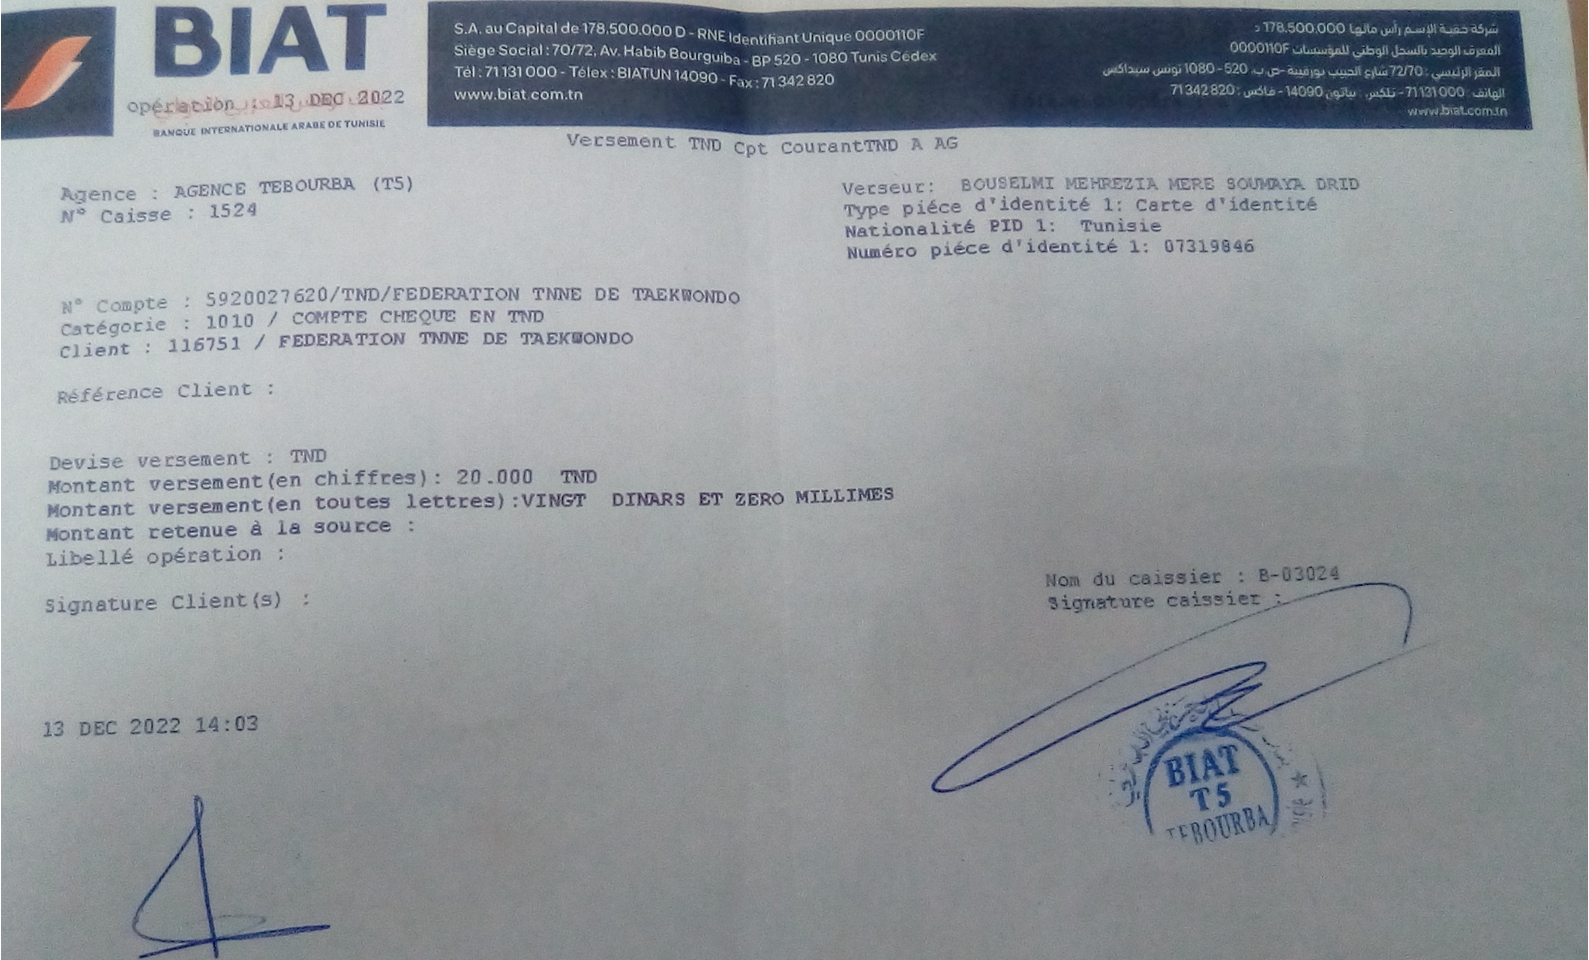 BIAT
opération : 13 DEC 2022
BANQUE INTERNATIONALE ARABE DE TUNISIE
S.A. au Capital de 178.500.000 D - RNE Identifiant Unique 0000110F
Siège Social : 70/72, Av. Habib Bourguiba - BP 520 - 1080 Tunis Cédex
Tél : 71 131 000 - Télex : BIATUN 14090 - Fax : 71 342 820
www.biat.com.tn
شركة خفية الإسم رأس مالها 178.500.000 د
المعرف الوحيد بالسجل الوطني للمؤسسات 0000110F
المقر الرئيسي : 72/70 شارع الحبيب بورقيبة -ص. ب. 520 - 1080 تونس سيداكس
الهاتف : 71131000 - تلكس : بياتون 14090 - فاكس : 71342820
www.biat.com.tn
Versement TND Cpt CourantTND A AG
Agence : AGENCE TEBOURBA (T5)
N° Caisse : 1524
Verseur: BOUSELMI MEHREZIA MERE SOUMAYA DRID
Type piéce d'identité 1: Carte d'identité
Nationalité PID 1: Tunisie
Numéro piéce d'identité 1: 07319846
N° Compte : 5920027620/TND/FEDERATION TNNE DE TAEKWONDO
Catégorie : 1010 / COMPTE CHEQUE EN TND
Client : 116751 / FEDERATION TNNE DE TAEKWONDO
Référence Client :
Devise versement : TND
Montant versement(en chiffres): 20.000 TND
Montant versement(en toutes lettres):VINGT DINARS ET ZERO MILLIMES
Montant retenue à la source :
Libellé opération :
Signature Client(s) :
Nom du caissier : B-03024
Signature caissier :
13 DEC 2022 14:03
BIAT
T5
TEBOURBA